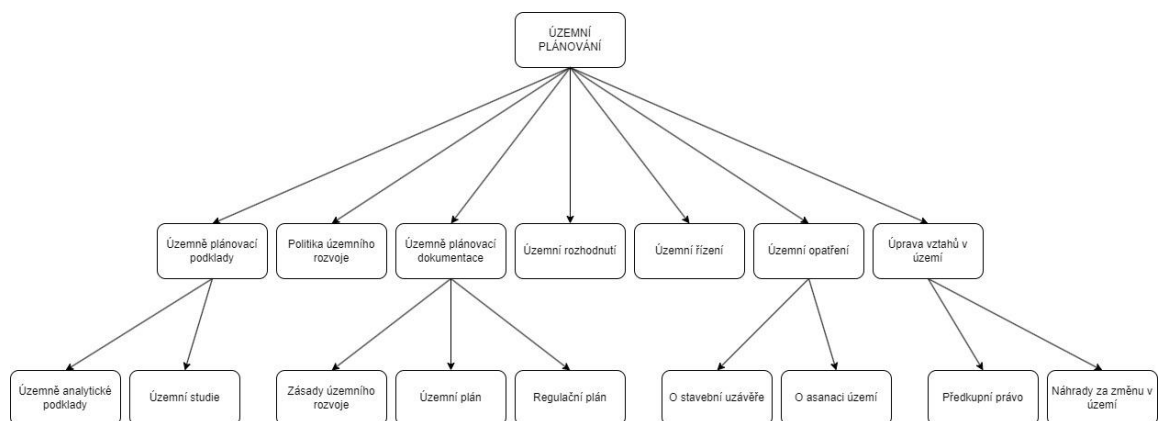 ÚZEMNÍ
PLÁNOVÁNÍ
Územně plánovací
podklady
Politika územního
rozvoje
Územně plánovací
dokumentace
Územní rozhodnutí
Územní řízení
Územní opatření
Úprava vztahů v
území
Územně analytické
podklady
Územní studie
Zásady územního
rozvoje
Územní plán
Regulační plán
O stavební uzávěře
O asanaci území
Předkupní právo
Náhrady za změnu v
území